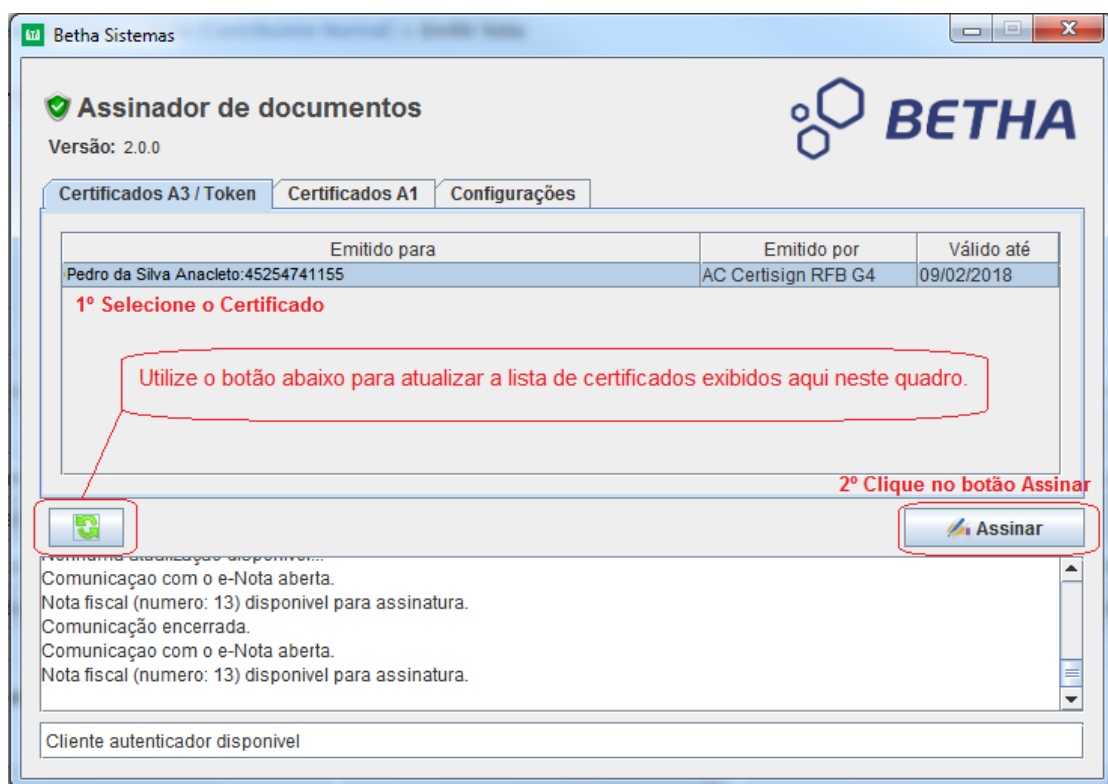 Betha Sistemas
Assinador de documentos
BETHA
Versão: 2.0.0
Certificados A3 / Token Certificados A1 Configurações
Emitido para Emitido por Válido até
Pedro da Silva Anacleto:45254741155 AC Certisign RFB G4 09/02/2018
1º Selecione o Certificado
Utilize o botão abaixo para atualizar a lista de certificados exibidos aqui neste quadro.
2º Clique no botão Assinar
Assinar
Nenhuma atualização disponivel...
Comunicaçao com o e-Nota aberta.
Nota fiscal (numero: 13) disponivel para assinatura.
Comunicação encerrada.
Comunicaçao com o e-Nota aberta.
Nota fiscal (numero: 13) disponivel para assinatura.
Cliente autenticador disponivel